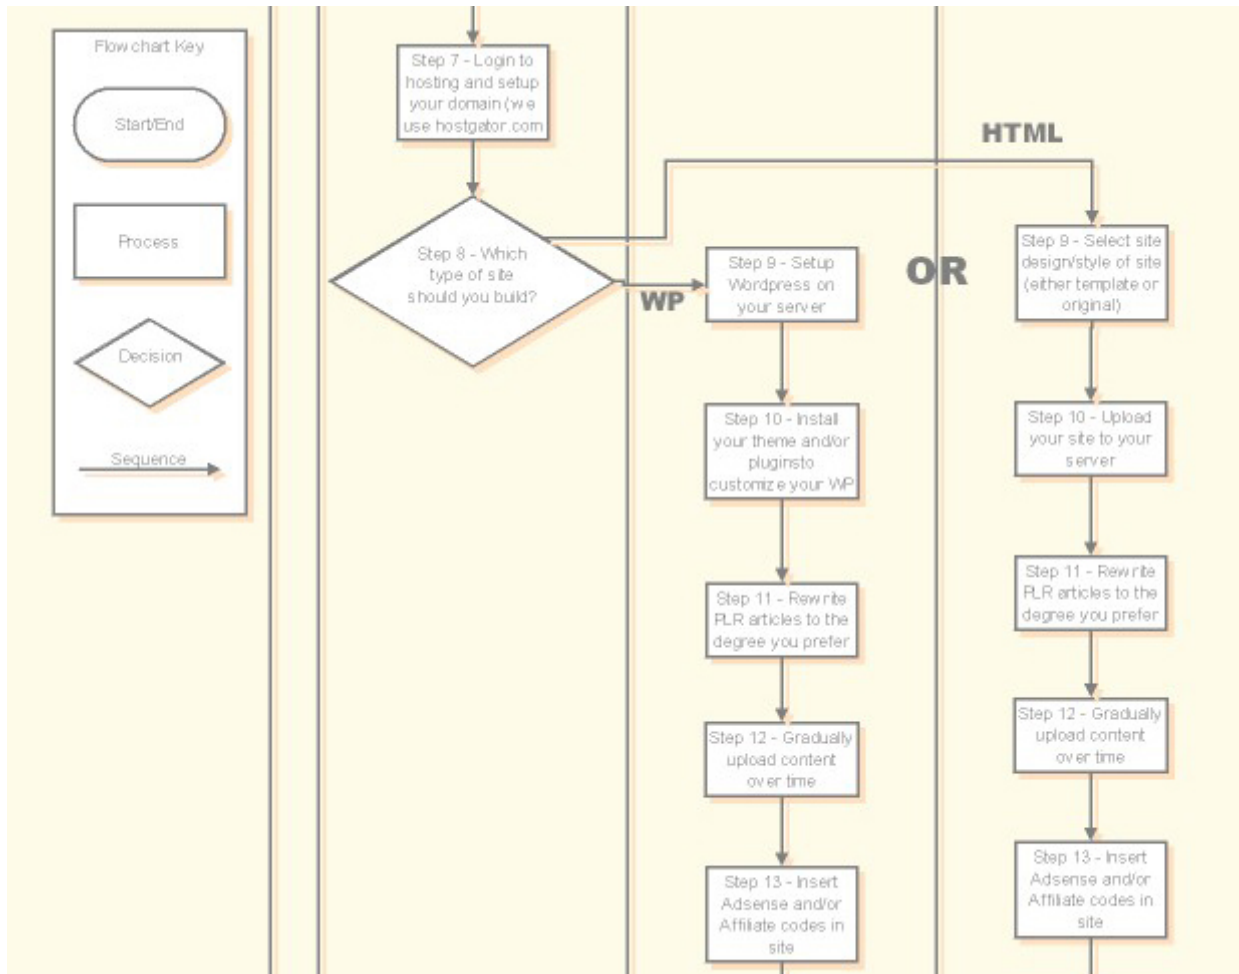 Flowchart Key
Start/End
Process
Decision
Sequence
Step 7 - Login to
hosting and setup
your domain (we
use hostgator.com
Step 8 - Which
type of site
should you build?
WP
HTML
OR
Step 9 - Setup
Wordpress on
your server
Step 10 - Install
your theme and/or
pluginsto
customize your WP
Step 11 - Rewrite
PLR articles to the
degree you prefer
Step 12 - Gradually
upload content
over time
Step 13 - Insert
Adsense and/or
Affiliate codes in
site
Step 9 - Select site
design/style of site
(either template or
original)
Step 10 - Upload
your site to your
server
Step 11 - Rewrite
PLR articles to the
degree you prefer
Step 12 - Gradually
upload content
over time
Step 13 - Insert
Adsense and/or
Affiliate codes in
site